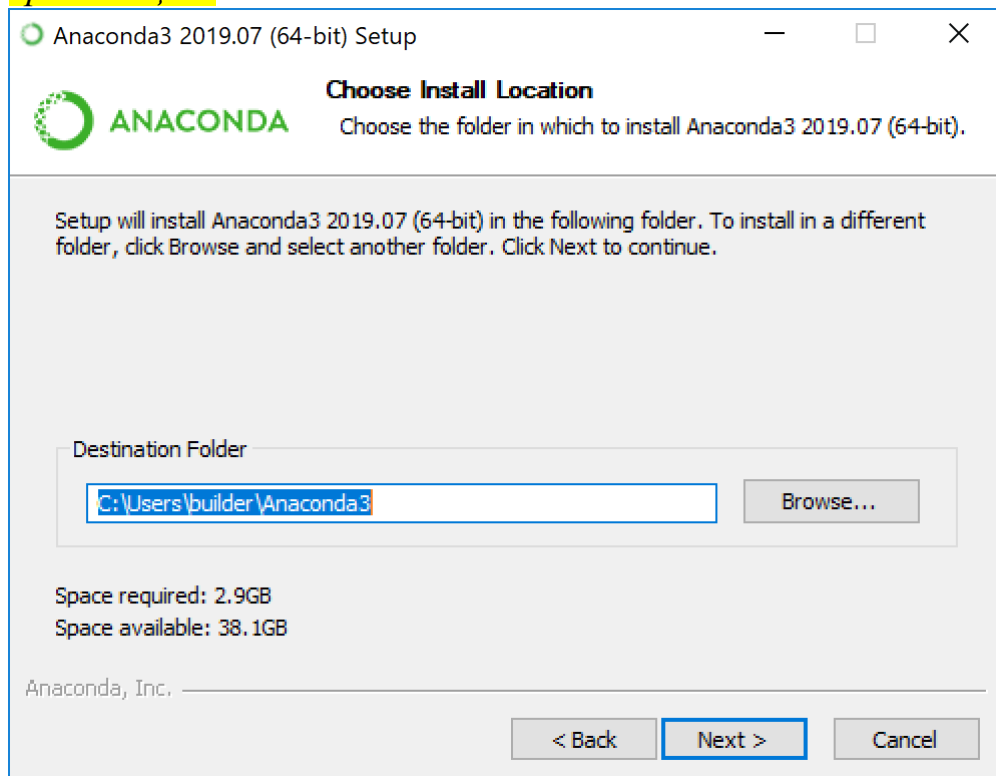 Anaconda3 2019.07 (64-bit) Setup
ANACONDA
Choose Install Location
Choose the folder in which to install Anaconda3 2019.07 (64-bit).
Setup will install Anaconda3 2019.07 (64-bit) in the following folder. To install in a different
folder, click Browse and select another folder. Click Next to continue.
Destination Folder
C:\Users\builder\Anaconda3
Browse...
Space required: 2.9GB
Space available: 38.1GB
Anaconda, Inc.
< Back
Next >
Cancel